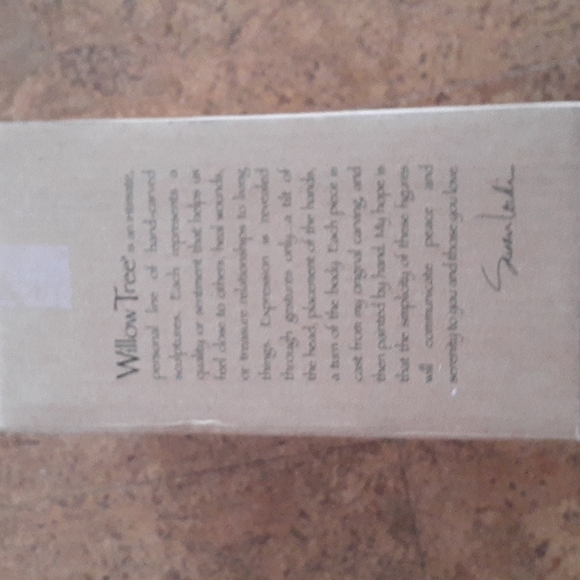 Willow Tree® is an intimate,
personal line of hand-carved
sculptures. Each represents a
quality or sentiment that helps us
feel close to others, heal wounds,
or treasure relationships to living
things. Expression is revealed
through gestures only... a tilt of
the head, placement of the hands,
a turn of the body. Each piece is
cast from my original carving, and
then painted by hand. My hope is
that the simplicity of these figures
will communicate peace and
serenity to you and those you love.
Susan Lordi